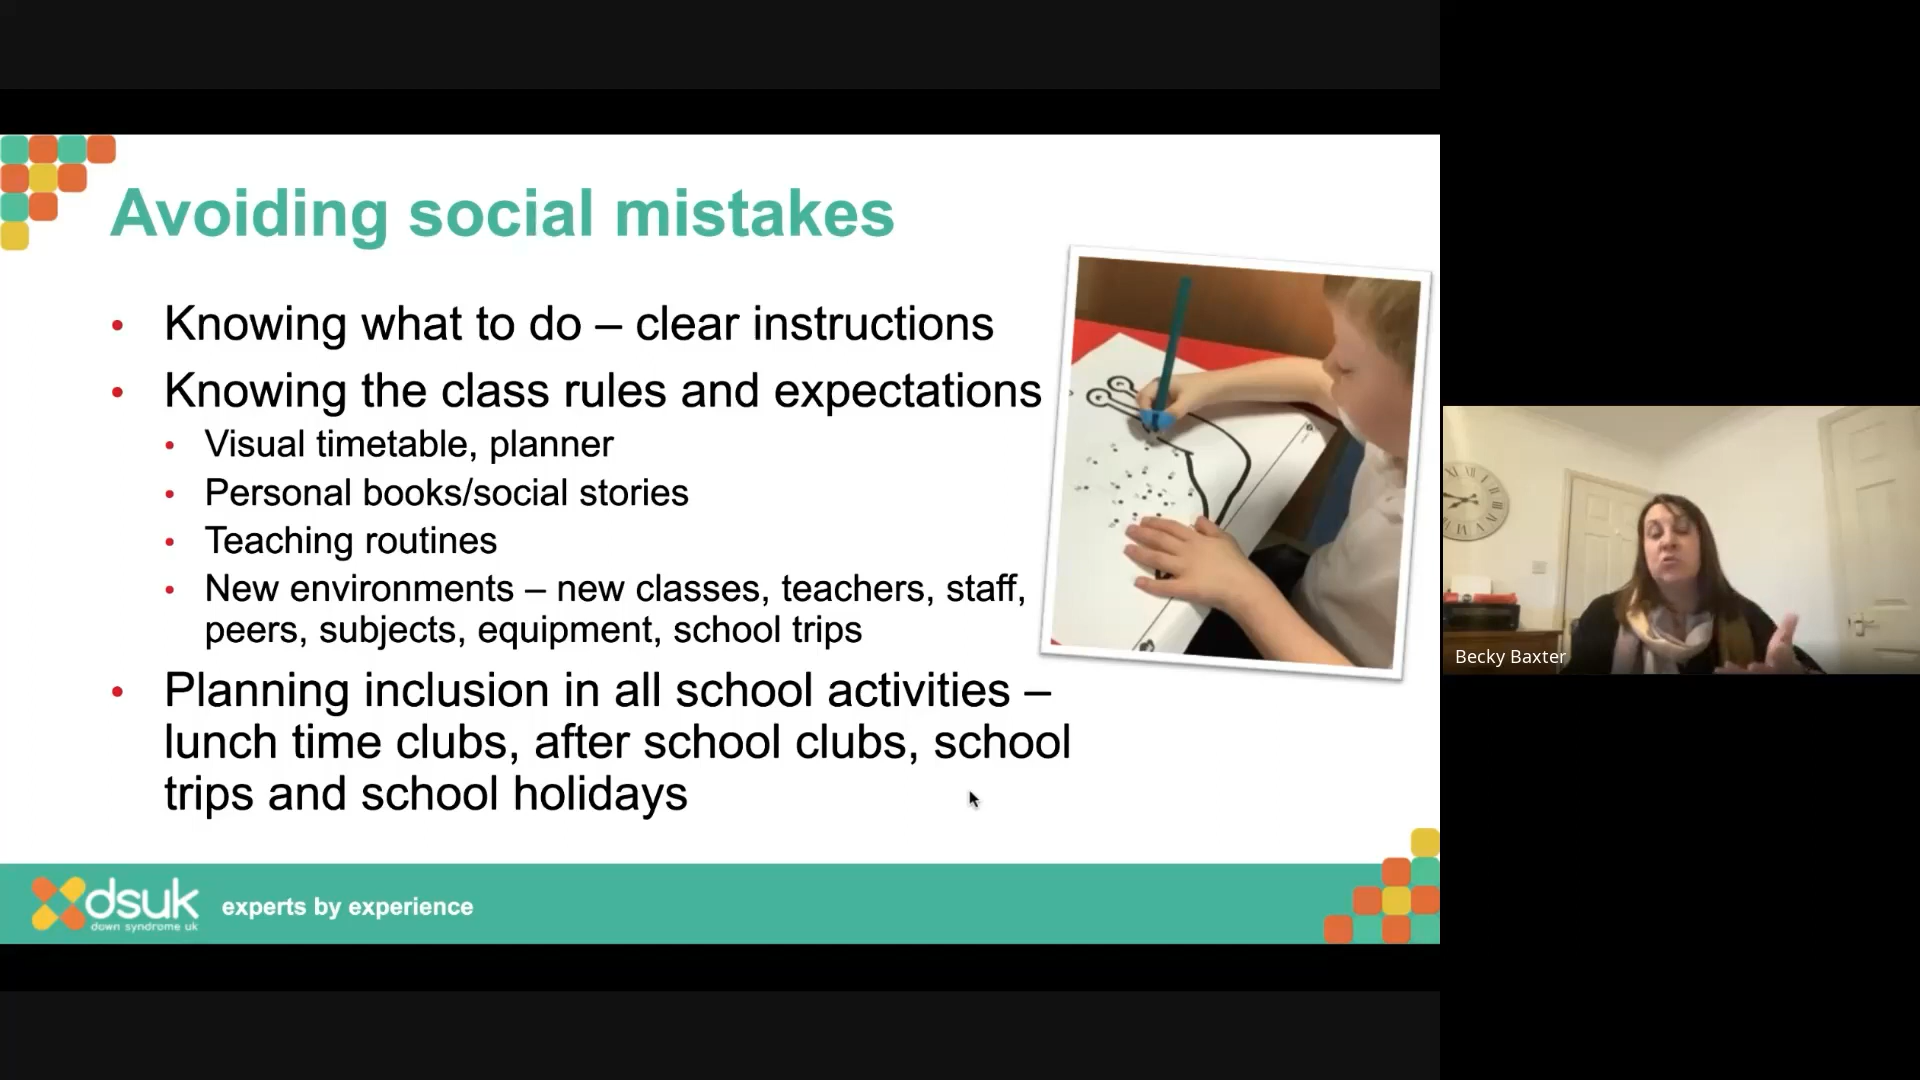 Avoiding social mistakes
• Knowing what to do – clear instructions
• Knowing the class rules and expectations
• Visual timetable, planner
• Personal books/social stories
• Teaching routines
• New environments – new classes, teachers, staff,
peers, subjects, equipment, school trips
• Planning inclusion in all school activities –
lunch time clubs, after school clubs, school
trips and school holidays
dsuk
down syndrome uk
experts by experience
Becky Baxter